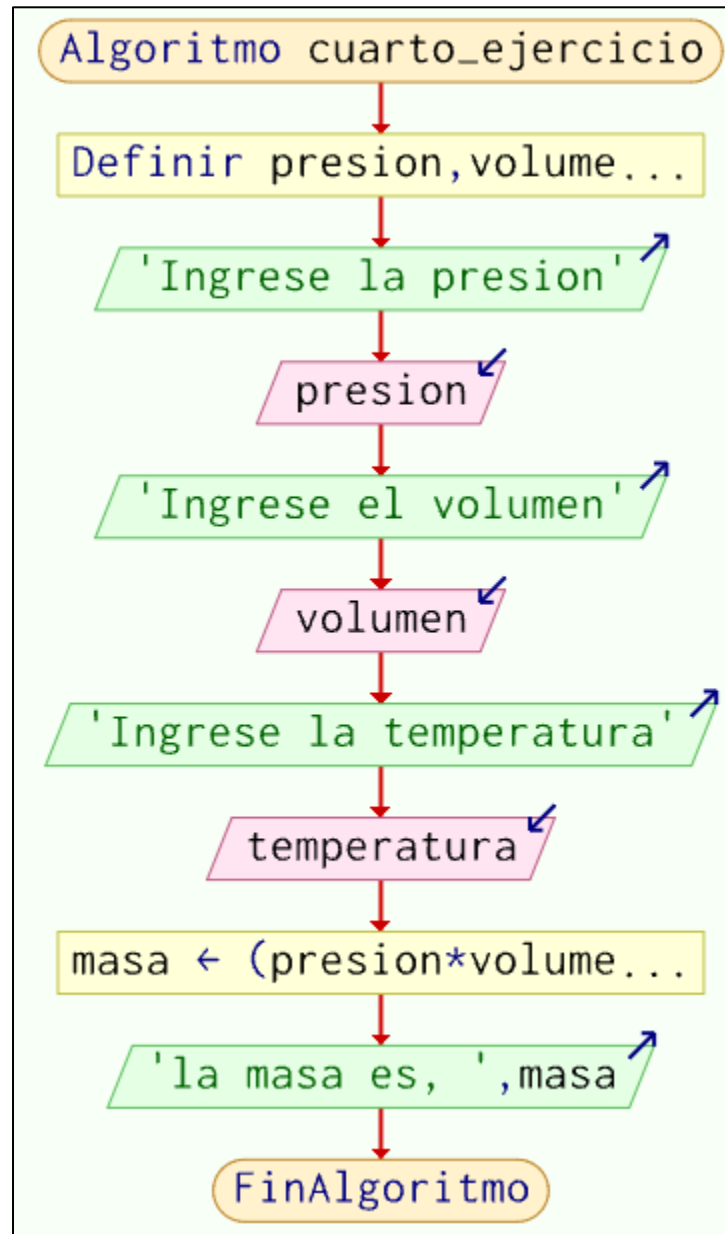 Algoritmo cuarto_ejercicio
Definir presion,volume...
'Ingrese la presion'
presion
'Ingrese el volumen'
volumen
'Ingrese la temperatura'
temperatura
masa ← (presion*volume...
'la masa es, ',masa
FinAlgoritmo